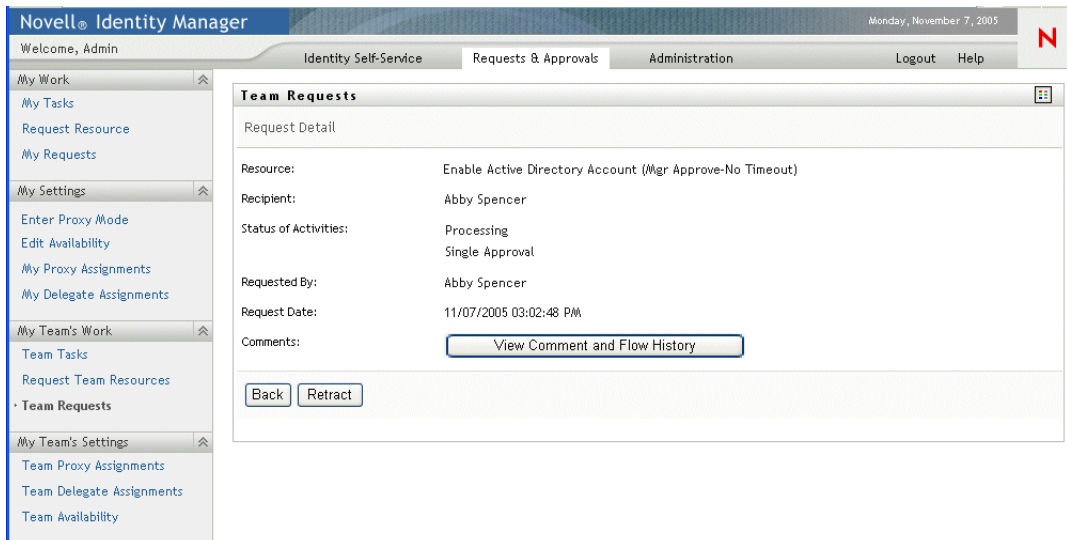 Novell® Identity Manager
Monday, November 7, 2005
N
Welcome, Admin
Identity Self-Service
Requests & Approvals
Administration
Logout
Help
My Work
My Tasks
Request Resource
My Requests
My Settings
Enter Proxy Mode
Edit Availability
My Proxy Assignments
My Delegate Assignments
My Team's Work
Team Tasks
Request Team Resources
· Team Requests
My Team's Settings
Team Proxy Assignments
Team Delegate Assignments
Team Availability
Team Requests
Request Detail
Resource: Enable Active Directory Account (Mgr Approve-No Timeout)
Recipient: Abby Spencer
Status of Activities: Processing
Single Approval
Requested By: Abby Spencer
Request Date: 11/07/2005 03:02:48 PM
Comments: View Comment and Flow History
Back Retract